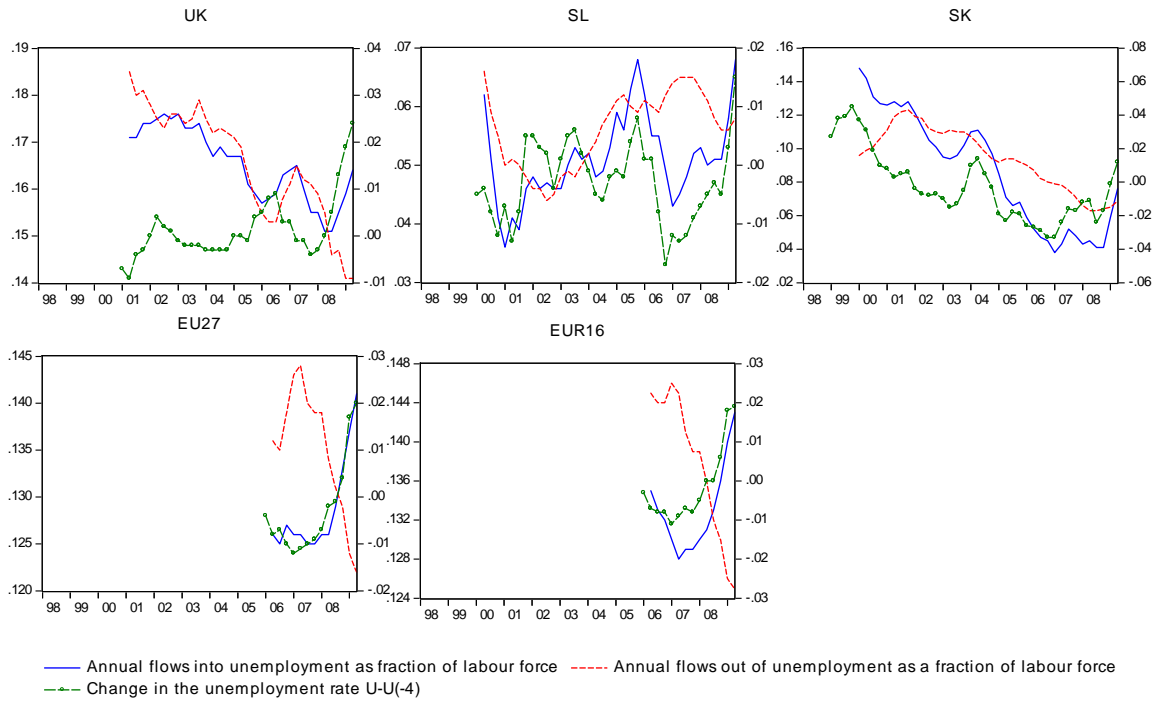 UK SL SK
.19 .04 .07 .02 .16 .08
.18 .03 .06 .01 .14 .06
.17 .02 .05 .00 .12 .04
.16 .01 .04 -.01 .10 .02
.15 .00 .03 -.02 .08 .00
.14 -.01 .06 -.02
.04 -.04
.02 -.06
98 99 00 01 02 03 04 05 06 07 08 98 99 00 01 02 03 04 05 06 07 08 98 99 00 01 02 03 04 05 06 07 08
EU27 EUR16
.145 .03 .148 .03
.140 .02 .144 .02
.135 .01 .140 .01
.130 .00 .136 .00
.125 -.01 .132 -.01
.120 -.02 .128 -.02
.124 -.03
98 99 00 01 02 03 04 05 06 07 08 98 99 00 01 02 03 04 05 06 07 08
Annual flows into unemployment as fraction of labour force Annual flows out of unemployment as a fraction of labour force
Change in the unemployment rate U-U(-4)